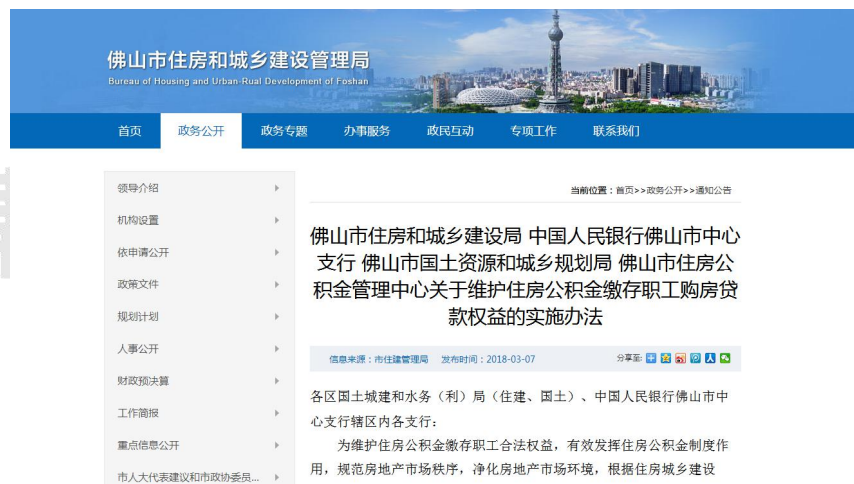 佛山市住房和城乡建设管理局
Bureau of Housing and Urban-Rual Development of Foshan
首页 政务公开 政务专题 办事服务 政民互动 专项工作 联系我们
领导介绍
机构设置
依申请公开
政策文件
规划计划
人事公开
财政预决算
工作简报
重点信息公开
市人大代表建议和市政协委员...
当前位置：首页>>政务公开>>通知公告
佛山市住房和城乡建设局 中国人民银行佛山市中心
支行 佛山市国土资源和城乡规划局 佛山市住房公
积金管理中心关于维护住房公积金缴存职工购房贷
款权益的实施办法
信息来源：市住建管理局 发布时间：2018-03-07 分享至:
各区国土城建和水务（利）局（住建、国土）、中国人民银行佛山市中
心支行辖区内各支行：
为维护住房公积金缴存职工合法权益，有效发挥住房公积金制度作
用，规范房地产市场秩序，净化房地产市场环境，根据住房城乡建设